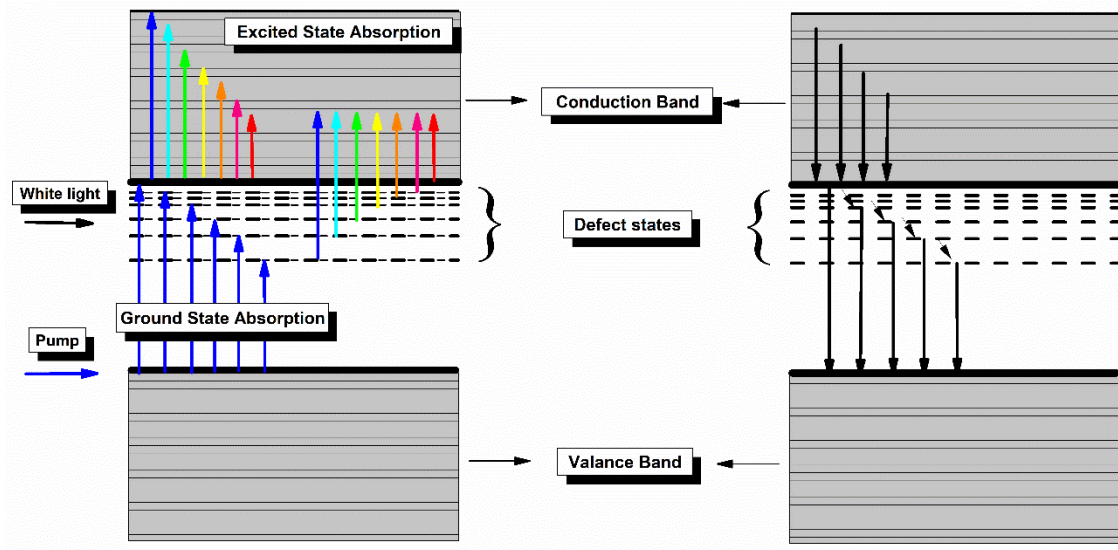 Excited State Absorption
Conduction Band
White light
Defect states
Ground State Absorption
Pump
Valance Band